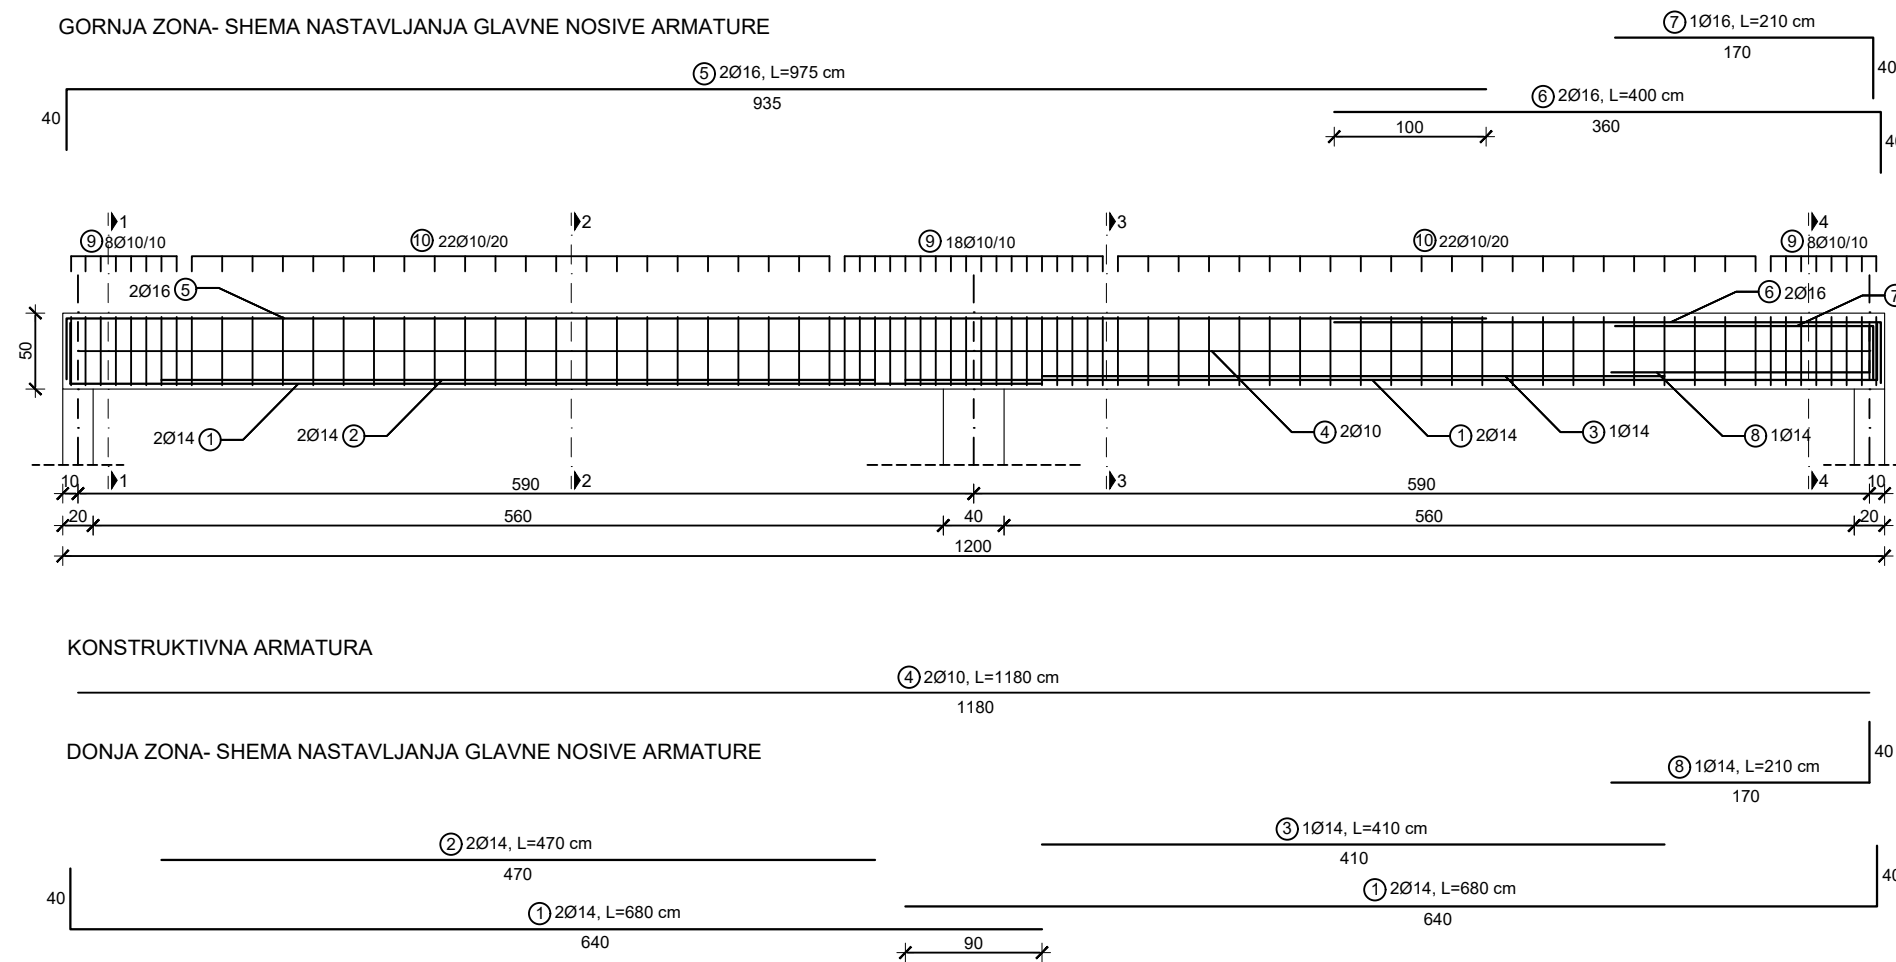 GORNJA ZONA- SHEMA NASTAVLJANJA GLAVNE NOSIVE ARMATURE
7 1Ø16, L=210 cm
170
40
5 2Ø16, L=975 cm
935
40
6 2Ø16, L=400 cm
360
100
40
1
2
3
4
9 8Ø10/10
10 22Ø10/20
9 18Ø10/10
10 22Ø10/20
9 8Ø10/10
2Ø16 5
6 2Ø16
7
50
2Ø14 1
2Ø14 2
4 2Ø10
1 2Ø14
3 1Ø14
8 1Ø14
1
2
3
4
10
590
590
10
20
560
40
560
20
1200
KONSTRUKTIVNA ARMATURA
4 2Ø10, L=1180 cm
1180
DONJA ZONA- SHEMA NASTAVLJANJA GLAVNE NOSIVE ARMATURE
40
8 1Ø14, L=210 cm
170
2 2Ø14, L=470 cm
470
3 1Ø14, L=410 cm
410
40
1 2Ø14, L=680 cm
640
40
1 2Ø14, L=680 cm
640
90